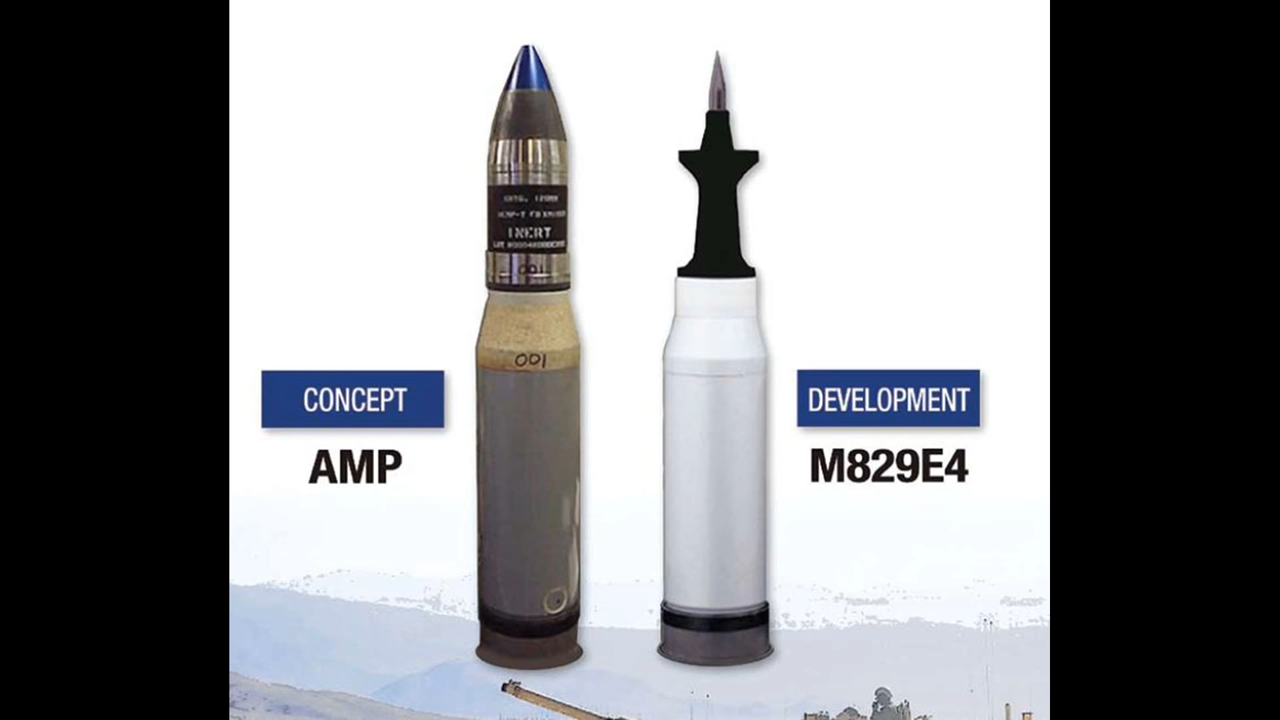 INERT
001
001
CONCEPT
AMP
DEVELOPMENT
M829E4